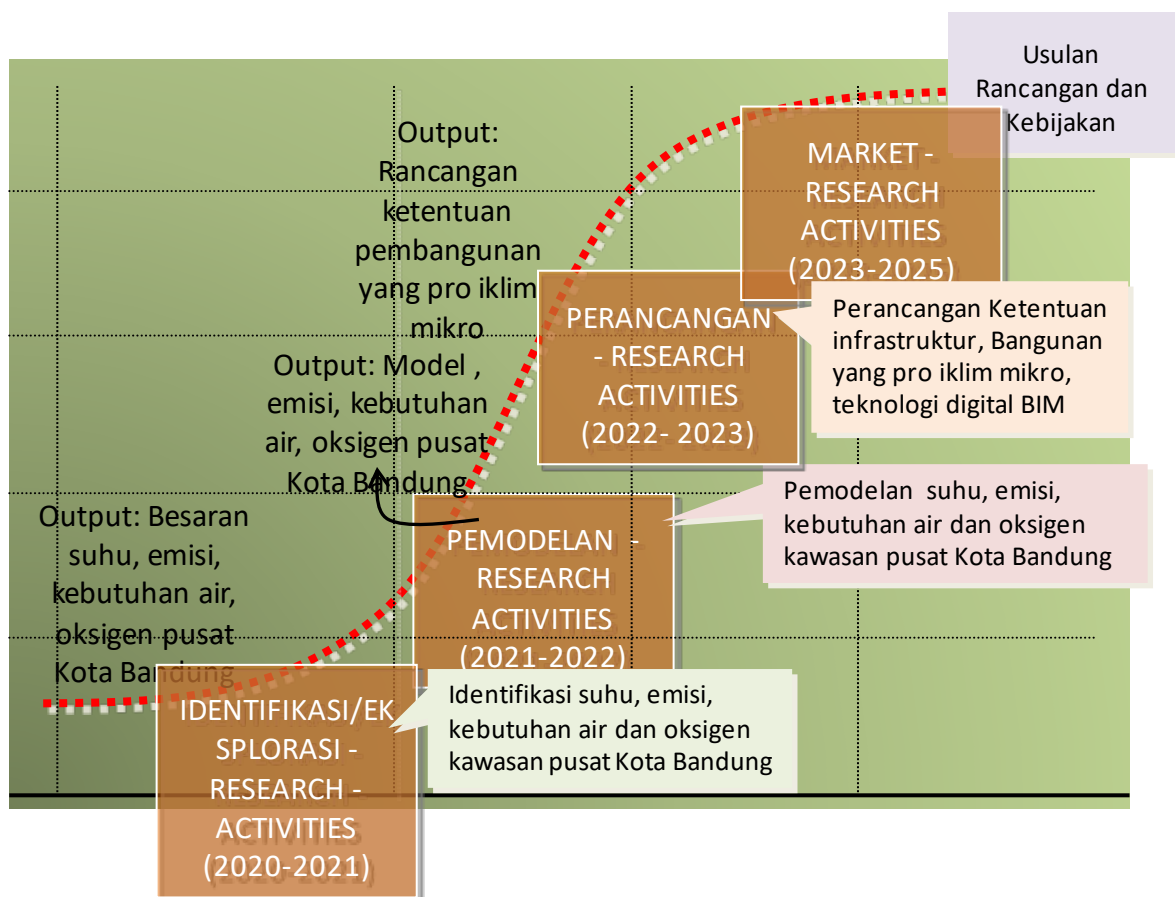 Usulan
Rancangan dan
Kebijakan
Output:
Rancangan
ketentuan
pembangunan
yang pro iklim
mikro
MARKET -
RESEARCH
ACTIVITIES
(2023-2025)
PERANCANGAN
- RESEARCH
ACTIVITIES
(2022- 2023)
Perancangan Ketentuan
infrastruktur, Bangunan
yang pro iklim mikro,
teknologi digital BIM
Output: Model ,
emisi, kebutuhan
air, oksigen pusat
Kota Bandung
Pemodelan suhu, emisi,
kebutuhan air dan oksigen
kawasan pusat Kota Bandung
PEMODELAN -
RESEARCH
ACTIVITIES
(2021-2022)
Output: Besaran
suhu, emisi,
kebutuhan air,
oksigen pusat
Kota Bandung
Identifikasi suhu, emisi,
kebutuhan air dan oksigen
kawasan pusat Kota Bandung
IDENTIFIKASI/EK
SPLORASI -
RESEARCH -
ACTIVITIES
(2020-2021)